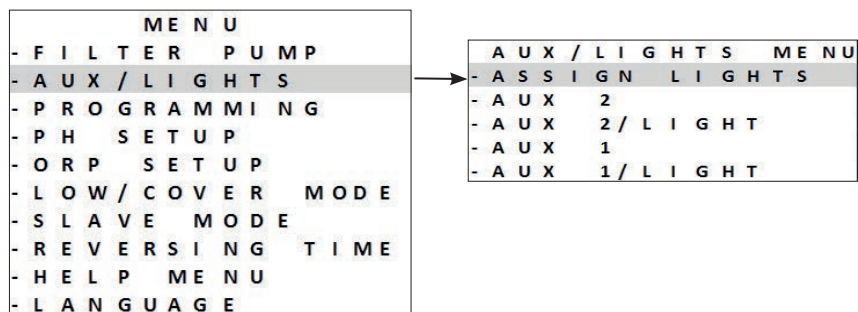 MENU
- FILTER PUMP
- AUX/LIGHTS
- PROGRAMMING
- PH SETUP
- ORP SETUP
- LOW/COVER MODE
- SLAVE MODE
- REVERSING TIME
- HELP MENU
- LANGUAGE
AUX/LIGHTS MENU
- ASSIGN LIGHTS
- AUX 2
- AUX 2/LIGHT
- AUX 1
- AUX 1/LIGHT